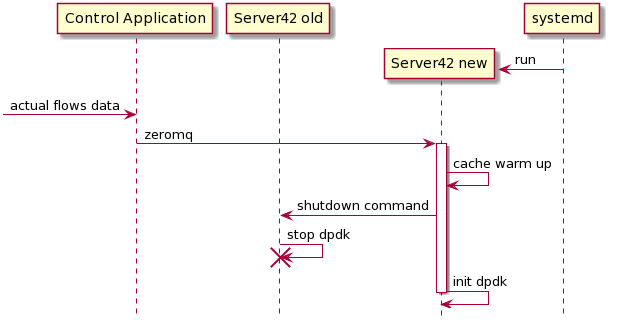 Control Application
Server42 old
systemd
Server42 new
run
actual flows data
zeromq
cache warm up
shutdown command
stop dpdk
init dpdk